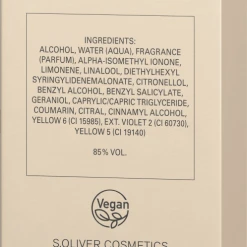 INGREDIENTS:
ALCOHOL, WATER (AQUA), FRAGRANCE
(PARFUM), ALPHA-ISOMETHYL IONONE,
LIMONENE, LINALOOL, DIETHYLHEXYL
SYRINGYLIDENEMALONATE, CITRONELLOL,
BENZYL ALCOHOL, BENZYL SALICYLATE,
GERANIOL, CAPRYLIC/CAPRIC TRIGLYCERIDE,
COUMARIN, CITRAL, CINNAMYL ALCOHOL,
YELLOW 6 (CI 15985), EXT. VIOLET 2 (CI 60730),
YELLOW 5 (CI 19140)
85% VOL.
Vegan
S.OLIVER COSMETICS